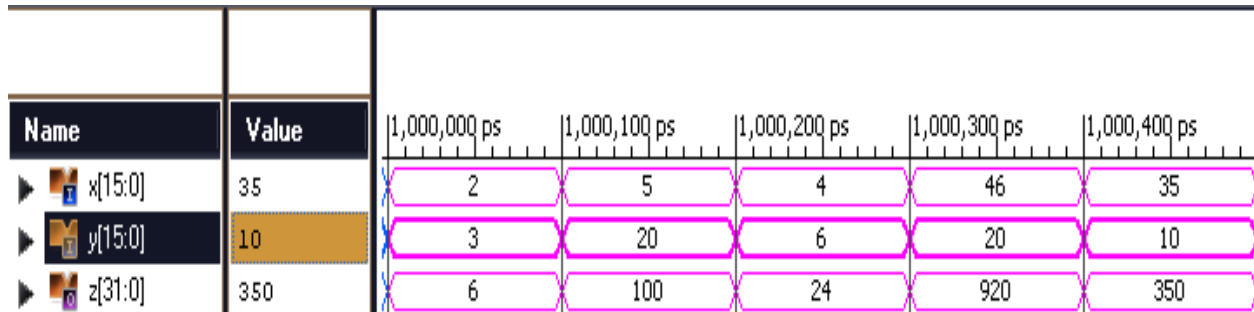 Name Value 1,000,000 ps 1,000,100 ps 1,000,200 ps 1,000,300 ps 1,000,400 ps
I x[15:0] 35 2 5 4 46 35
I y[15:0] 10 3 20 6 20 10
O z[31:0] 350 6 100 24 920 350